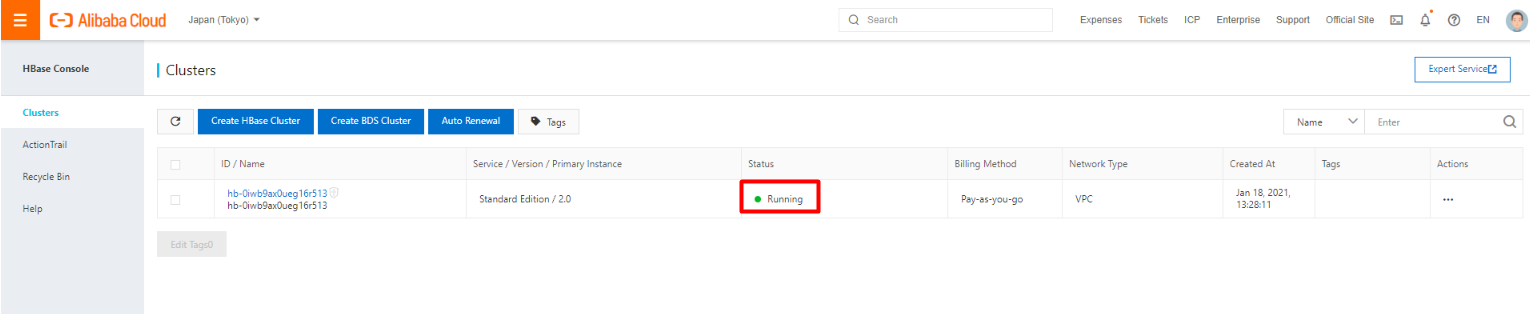 Alibaba Cloud
Japan (Tokyo)
Search
Expenses Tickets ICP Enterprise Support Official Site EN
HBase Console
Clusters
ActionTrail
Recycle Bin
Help
Clusters
Expert Service
Create HBase Cluster Create BDS Cluster Auto Renewal Tags
Name Enter
ID / Name Service / Version / Primary Instance Status Billing Method Network Type Created At Tags Actions
hb-0iwb9ax0ueg16r513
hb-0iwb9ax0ueg16r513
Standard Edition / 2.0
Running
Pay-as-you-go
VPC
Jan 18, 2021,
13:28:11
Edit Tags0